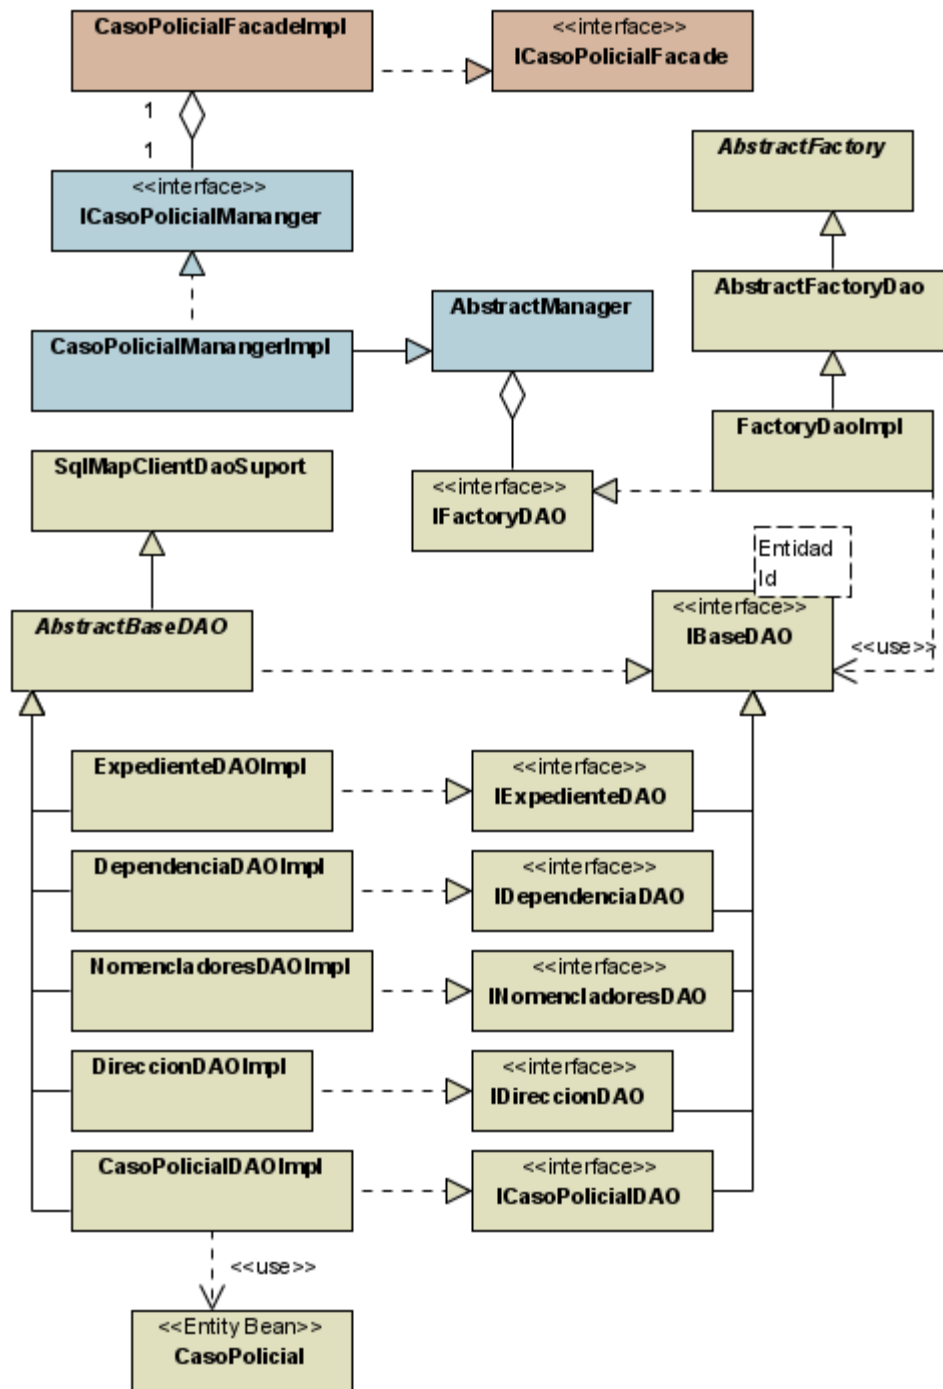 CasoPolicialFacadeImpl
<<interface>>
ICasoPolicialFacade
1
1
AbstractFactory
<<interface>>
ICasoPolicialMananger
AbstractFactoryDao
AbstractManager
CasoPolicialManangerImpl
FactoryDaoImpl
SqlMapClientDaoSuport
<<interface>>
IFactoryDAO
Entidad
Id
AbstractBaseDAO
<<interface>>
IBaseDAO
<<use>>
ExpedienteDAOImpl
<<interface>>
IExpedienteDAO
DependenciaDAOImpl
<<interface>>
IDependenciaDAO
NomencladoresDAOImpl
<<interface>>
INomencladoresDAO
DireccionDAOImpl
<<interface>>
IDireccionDAO
CasoPolicialDAOImpl
<<interface>>
ICasoPolicialDAO
<<use>>
<<Entity Bean>>
CasoPolicial